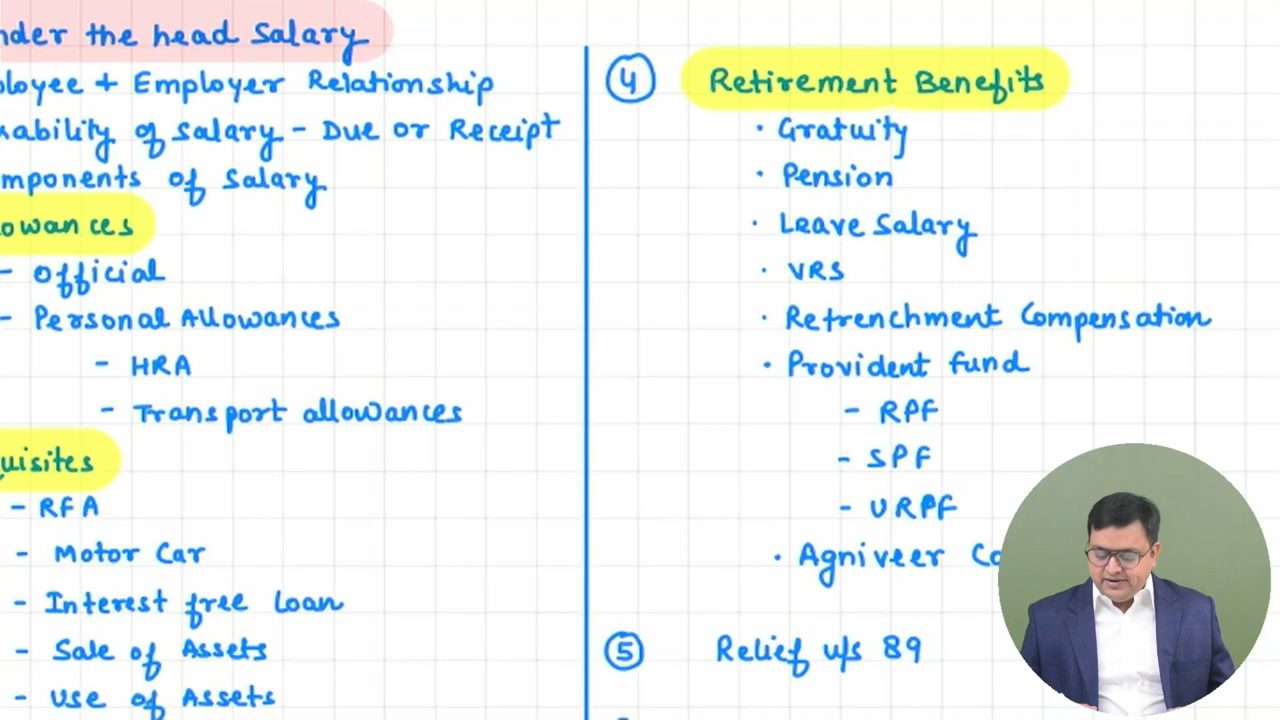 nder the head Salary
ployee + Employer Relationship
xability of Salary - Due or Receipt
mponents of Salary
owances
- Official
- Personal Allowances
- HRA
- Transport allowances
quisites
- RFA
- Motor Car
- Interest free Loan
- Sale of Assets
- Use of Assets
④ Retirement Benefits
· Gratuity
· Pension
· Leave Salary
· VRS
· Retrenchment Compensation
· Provident fund
- RPF
- SPF
- URPF
· Agniveer Co
⑤ Relief u/s 89